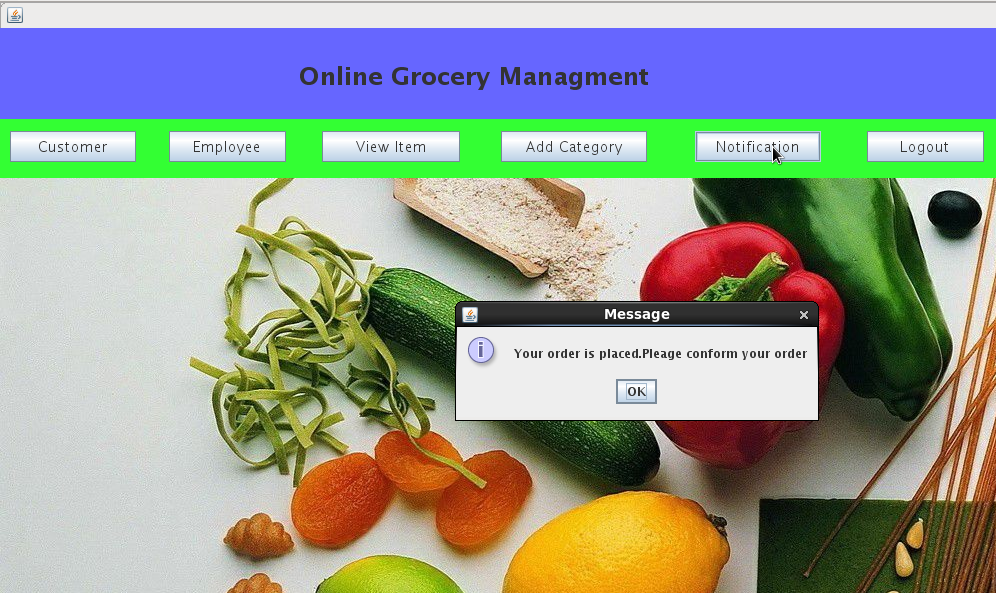 Online Grocery Managment
Customer Employee View Item Add Category Notification Logout
Message
Your order is placed.Pleage conform your order
OK